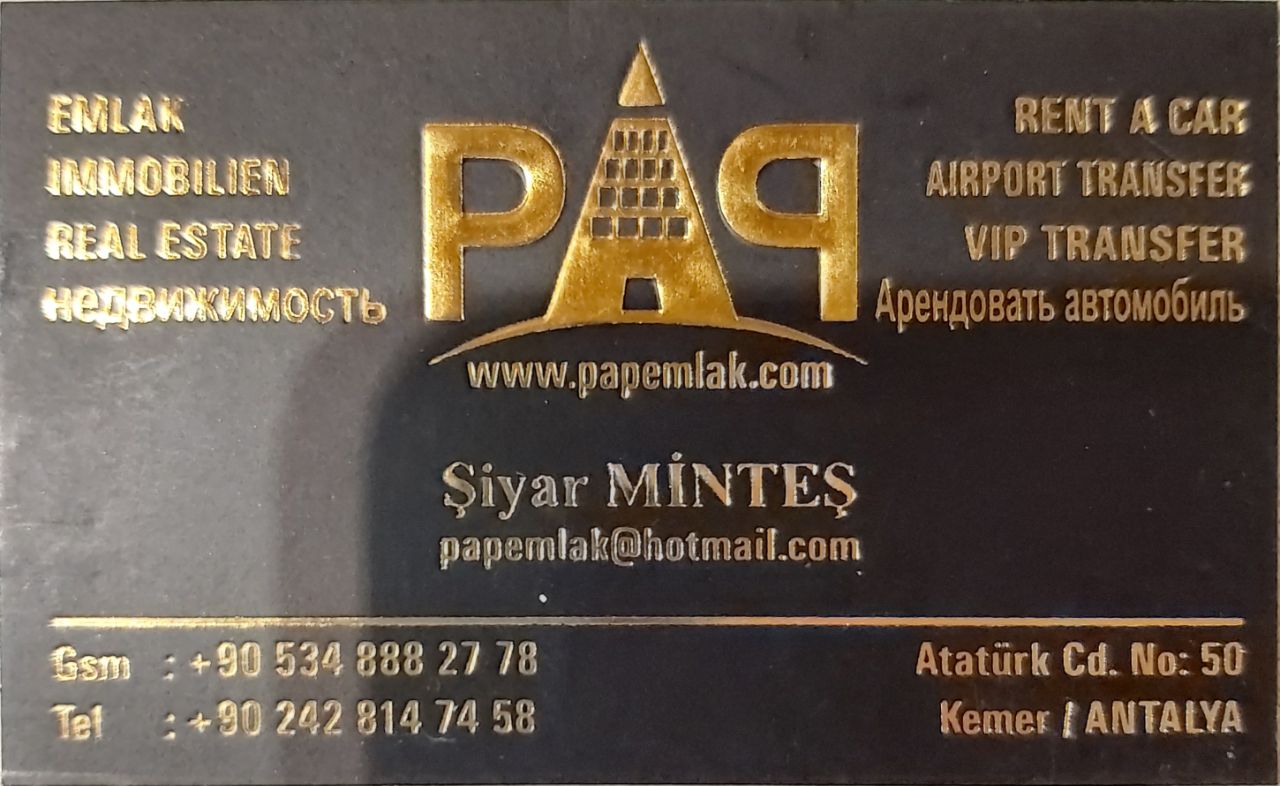 EMLAK
IMMOBILIEN
REAL ESTATE
недвижимость
PAP
www.papemlak.com
RENT A CAR
AIRPORT TRANSFER
VIP TRANSFER
Арендовать автомобиль
Şiyar MİNTEŞ
papemlak@hotmail.com
Gsm : +90 534 888 27 78
Tel : +90 242 814 74 58
Atatürk Cd. No: 50
Kemer / ANTALYA